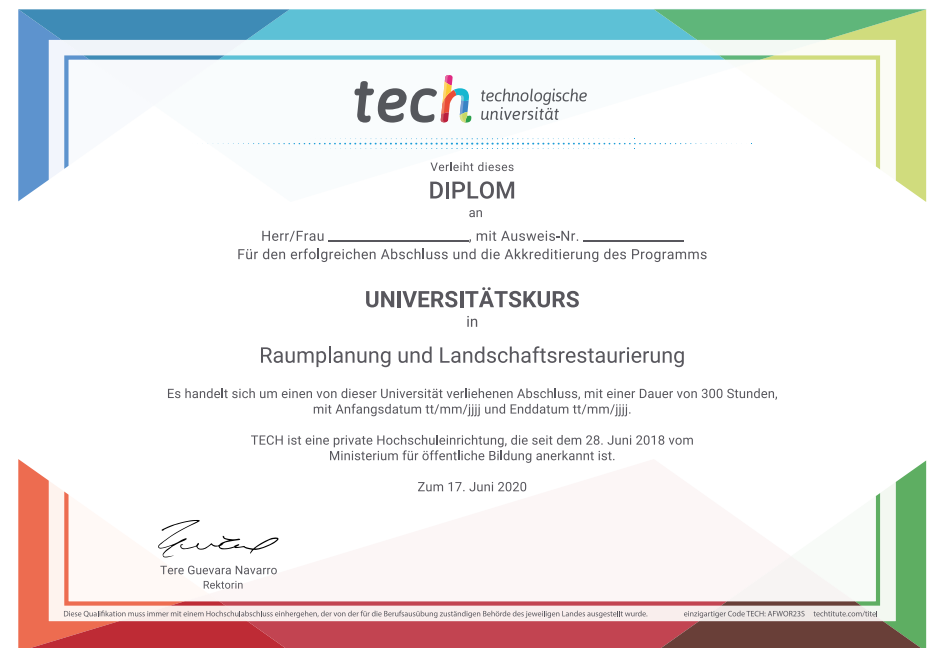 tech technologische
universität
Verleiht dieses
DIPLOM
an
Herr/Frau ____________, mit Ausweis-Nr. ____________
Für den erfolgreichen Abschluss und die Akkreditierung des Programms
UNIVERSITÄTSKURS
in
Raumplanung und Landschaftsrestaurierung
Es handelt sich um einen von dieser Universität verliehenen Abschluss, mit einer Dauer von 300 Stunden,
mit Anfangsdatum tt/mm/jjjj und Enddatum tt/mm/jjjj.
TECH ist eine private Hochschuleinrichtung, die seit dem 28. Juni 2018 vom
Ministerium für öffentliche Bildung anerkannt ist.
Zum 17. Juni 2020
Tere Guevara Navarro
Rektorin
Diese Qualifikation muss immer mit einem Hochschulabschluss einhergehen, der von der für die Berufsausübung zuständigen Behörde des jeweiligen Landes ausgestellt wurde. einzigartiger Code TECH: AFWOR23S techtitute.com/titel